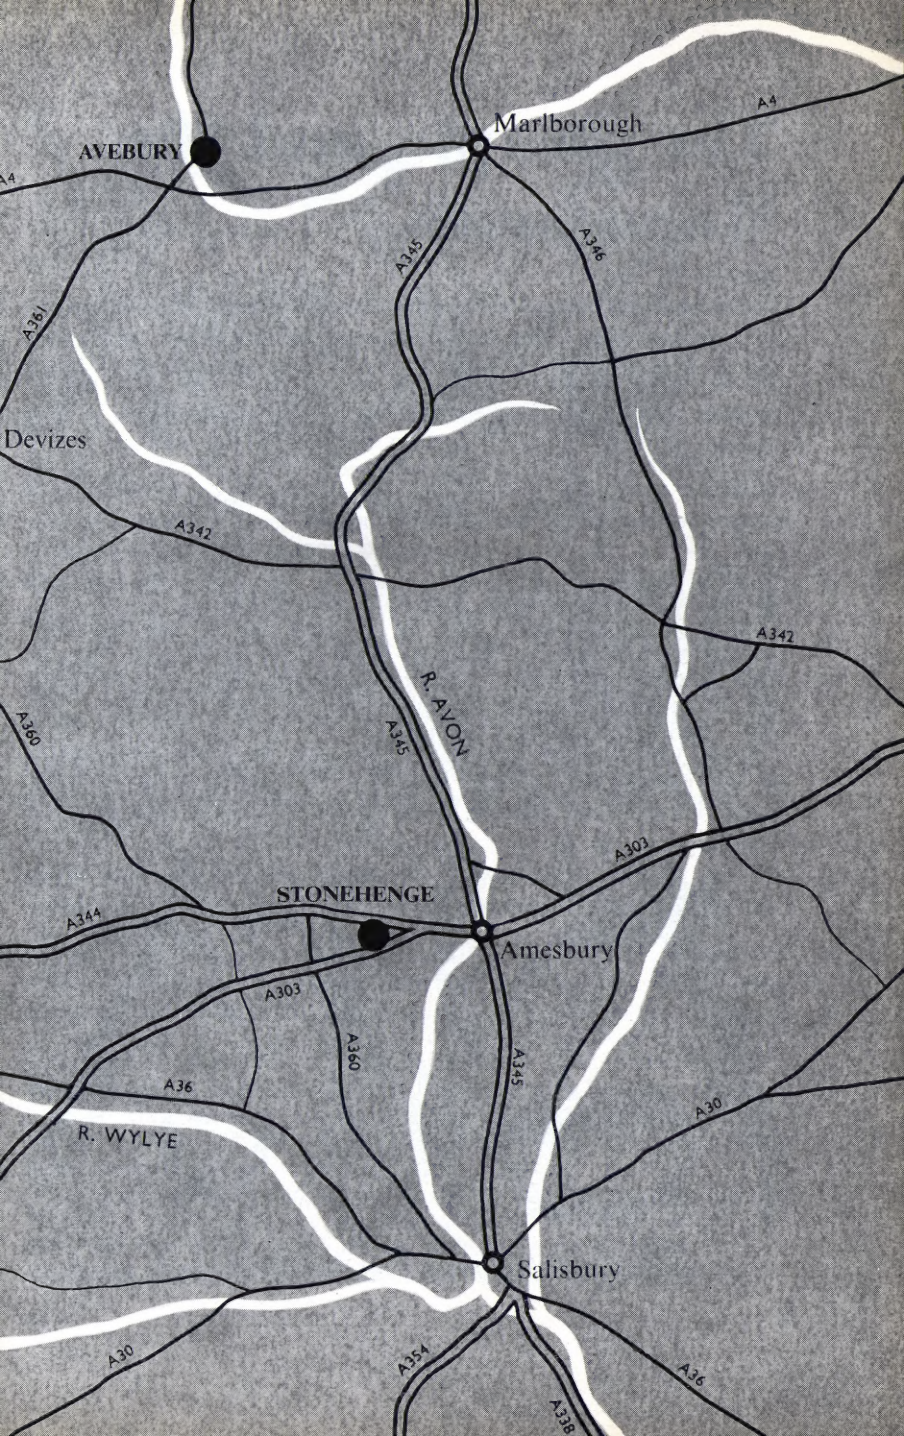 Marlborough
A4
AVEBURY
A4
A345
A346
A361
Devizes
A342
A342
R. AVON
A360
A345
A303
STONEHENGE
A344
Amesbury
A303
A360
A345
A36
A30
R. WYLYE
Salisbury
A30
A354
A36
A338